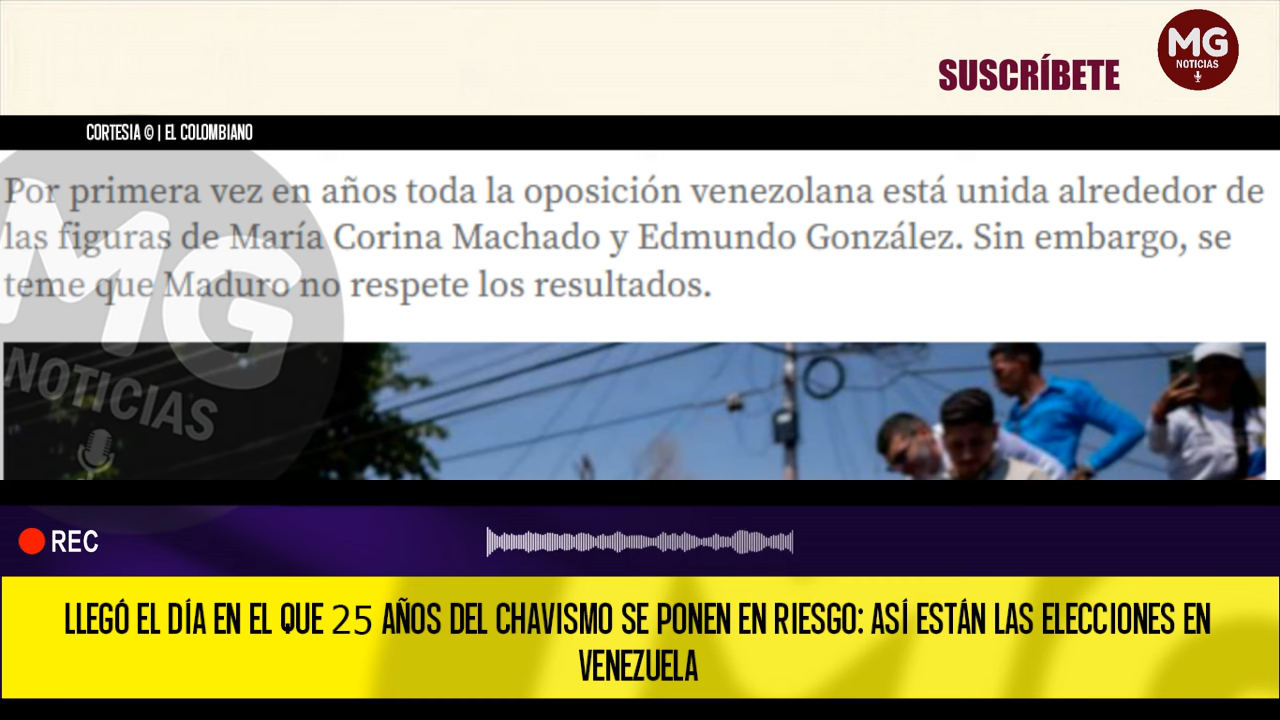 SUSCRÍBETE
MG
NOTICIAS
CORTESIA © | EL COLOMBIANO
Por primera vez en años toda la oposición venezolana está unida alrededor de
las figuras de María Corina Machado y Edmundo González. Sin embargo, se
teme que Maduro no respete los resultados.
MG
NOTICIAS
REC
LLEGÓ EL DÍA EN EL QUE 25 AÑOS DEL CHAVISMO SE PONEN EN RIESGO: ASÍ ESTÁN LAS ELECCIONES EN
VENEZUELA